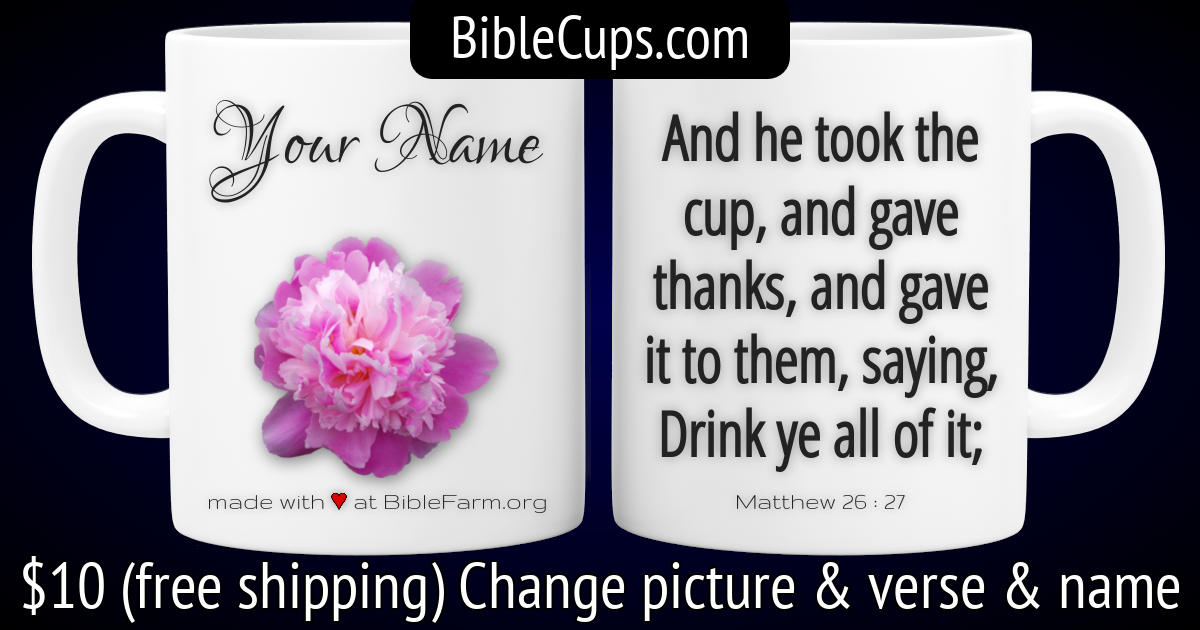 BibleCups.com
Your Name
made with ♥ at BibleFarm.org
And he took the
cup, and gave
thanks, and gave
it to them, saying,
Drink ye all of it;
Matthew 26 : 27
$10 (free shipping) Change picture & verse & name